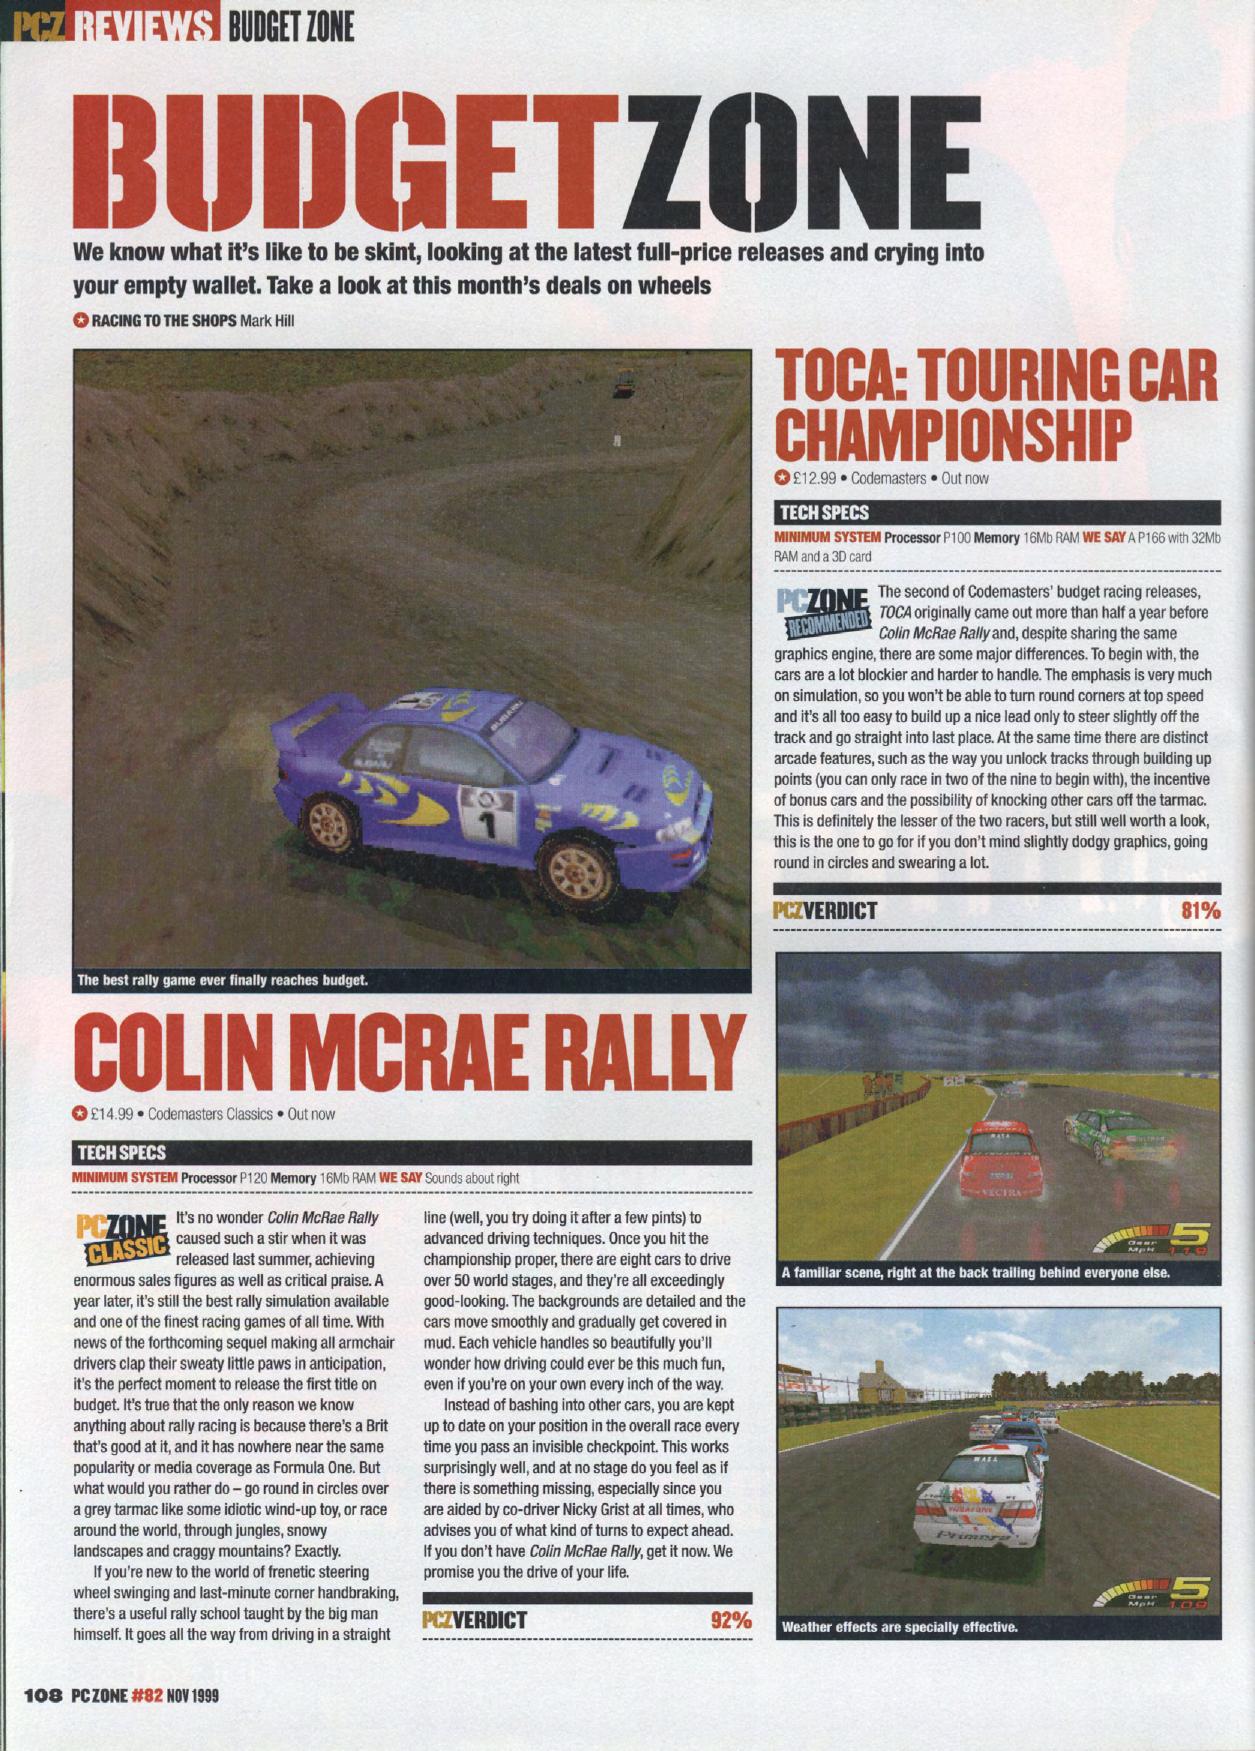 PCZ REVIEWS BUDGET ZONE
BUDGETZONE
We know what it's like to be skint, looking at the latest full-price releases and crying into
your empty wallet. Take a look at this month's deals on wheels
RACING TO THE SHOPS Mark Hill
SUBARU
1
The best rally game ever finally reaches budget.
COLIN MCRAE RALLY
£14.99 • Codemasters Classics • Out now
TECH SPECS
MINIMUM SYSTEM Processor P120 Memory 16Mb RAM WE SAY Sounds about right
PCZONE
CLASSIC
It's no wonder Colin McRae Rally
caused such a stir when it was
released last summer, achieving
enormous sales figures as well as critical praise. A
year later, it's still the best rally simulation available
and one of the finest racing games of all time. With
news of the forthcoming sequel making all armchair
drivers clap their sweaty little paws in anticipation,
it's the perfect moment to release the first title on
budget. It's true that the only reason we know
anything about rally racing is because there's a Brit
that's good at it, and it has nowhere near the same
popularity or media coverage as Formula One. But
what would you rather do – go round in circles over
a grey tarmac like some idiotic wind-up toy, or race
around the world, through jungles, snowy
landscapes and craggy mountains? Exactly.
If you're new to the world of frenetic steering
wheel swinging and last-minute corner handbraking,
there's a useful rally school taught by the big man
himself. It goes all the way from driving in a straight
line (well, you try doing it after a few pints) to
advanced driving techniques. Once you hit the
championship proper, there are eight cars to drive
over 50 world stages, and they're all exceedingly
good-looking. The backgrounds are detailed and the
cars move smoothly and gradually get covered in
mud. Each vehicle handles so beautifully you'll
wonder how driving could ever be this much fun,
even if you're on your own every inch of the way.
Instead of bashing into other cars, you are kept
up to date on your position in the overall race every
time you pass an invisible checkpoint. This works
surprisingly well, and at no stage do you feel as if
there is something missing, especially since you
are aided by co-driver Nicky Grist at all times, who
advises you of what kind of turns to expect ahead.
If you don't have Colin McRae Rally, get it now. We
promise you the drive of your life.
PCZVERDICT 92%
TOCA: TOURING CAR
CHAMPIONSHIP
£12.99 • Codemasters • Out now
TECH SPECS
MINIMUM SYSTEM Processor P100 Memory 16Mb RAM WE SAY A P166 with 32Mb
RAM and a 3D card
PCZONE
RECOMMENDED
The second of Codemasters' budget racing releases,
TOCA originally came out more than half a year before
Colin McRae Rally and, despite sharing the same
graphics engine, there are some major differences. To begin with, the
cars are a lot blockier and harder to handle. The emphasis is very much
on simulation, so you won't be able to turn round corners at top speed
and it's all too easy to build up a nice lead only to steer slightly off the
track and go straight into last place. At the same time there are distinct
arcade features, such as the way you unlock tracks through building up
points (you can only race in two of the nine to begin with), the incentive
of bonus cars and the possibility of knocking other cars off the tarmac.
This is definitely the lesser of the two racers, but still well worth a look,
this is the one to go for if you don't mind slightly dodgy graphics, going
round in circles and swearing a lot.
PCZVERDICT 81%
VECTRA
5
Gear
MpH 119
A familiar scene, right at the back trailing behind everyone else.
Primera
5
Gear
MpH 109
Weather effects are specially effective.
108 PC ZONE #82 NOV 1999